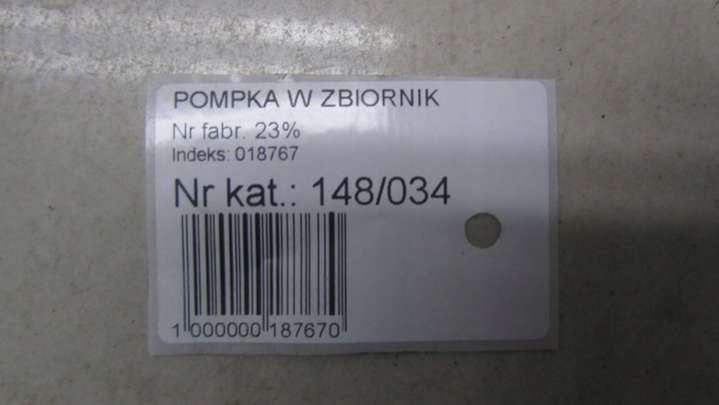 POMPKA W ZBIORNIK
Nr fabr. 23%
Indeks: 018767
Nr kat.: 148/034
1 000000 187670